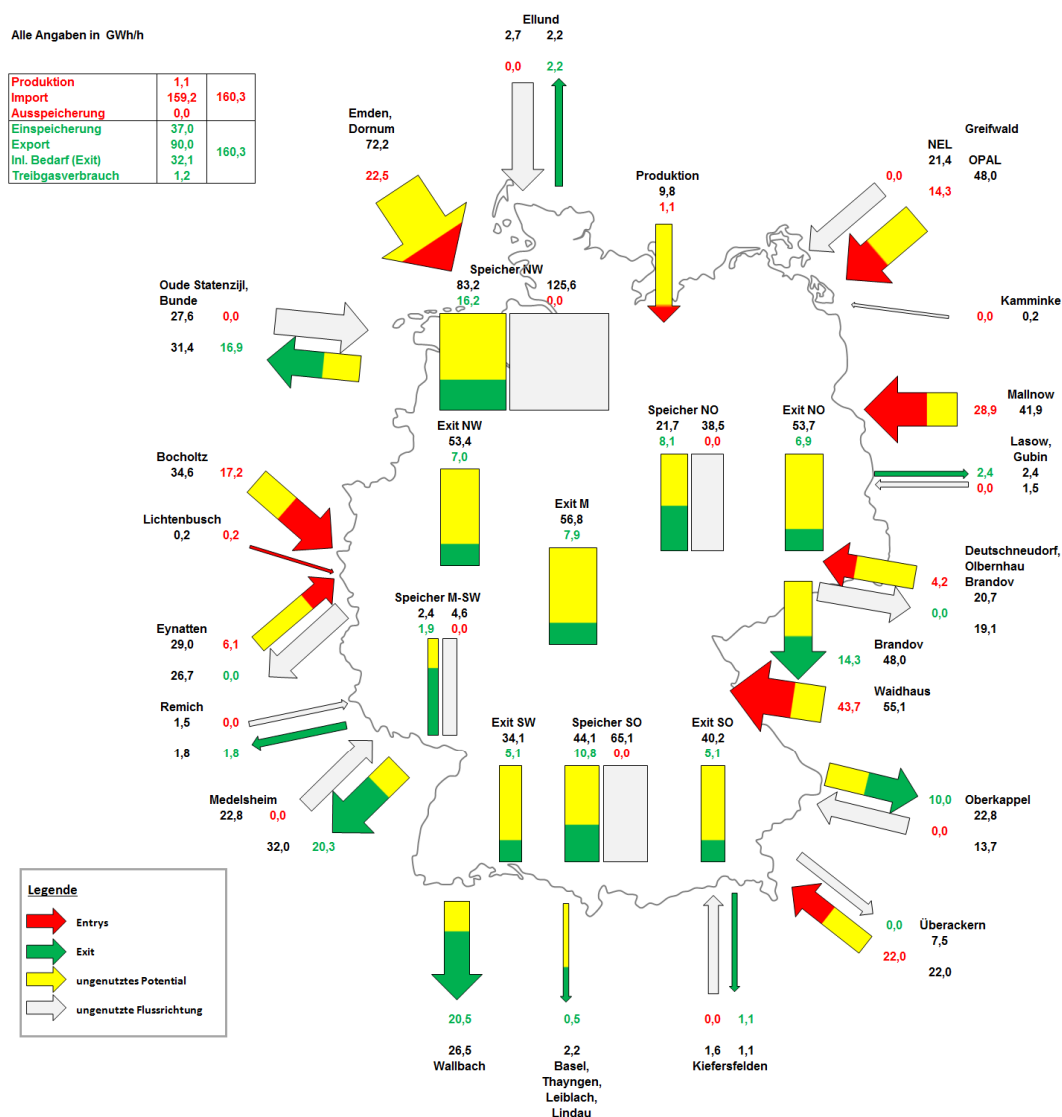 Alle Angaben in GWh/h
Produktion 1,1
Import 159,2 160,3
Ausspeicherung 0,0
Einspeicherung 37,0
Export 90,0
Inl. Bedarf (Exit) 32,1 160,3
Treibgasverbrauch 1,2
Ellund
2,7 2,2
0,0 2,2
Emden,
Dornum
72,2
22,5
Produktion
9,8
1,1
Greifwald
NEL
21,4 OPAL
0,0 48,0
14,3
Speicher NW
83,2 125,6
16,2 0,0
Oude Statenzijl,
Bunde
27,6 0,0
31,4 16,9
Kamminke
0,0 0,2
Mallnow
28,9 41,9
Lasow,
Gubin
2,4 2,4
0,0 1,5
Exit NW
53,4
7,0
Speicher NO
21,7 38,5
8,1 0,0
Exit NO
53,7
6,9
Bocholtz
34,6 17,2
Lichtenbusch
0,2 0,2
Exit M
56,8
7,9
Deutschneudorf,
Olbernhau
4,2 Brandov
20,7
0,0
19,1
Speicher M-SW
2,4 4,6
1,9 0,0
Eynatten
29,0 6,1
26,7 0,0
Brandov
14,3 48,0
Waidhaus
43,7 55,1
Remich
1,5 0,0
1,8 1,8
Exit SW
34,1
5,1
Speicher SO
44,1 65,1
10,8 0,0
Exit SO
40,2
5,1
Medelsheim
22,8 0,0
32,0 20,3
10,0 Oberkappel
22,8
0,0
13,7
Legende
Entrys
Exit
ungenutztes Potential
ungenutzte Flussrichtung
0,0 Überackern
7,5
22,0
22,0
20,5
26,5
Wallbach
0,5
2,2
Basel,
Thayngen,
Leiblach,
Lindau
0,0 1,1
1,6 1,1
Kiefersfelden